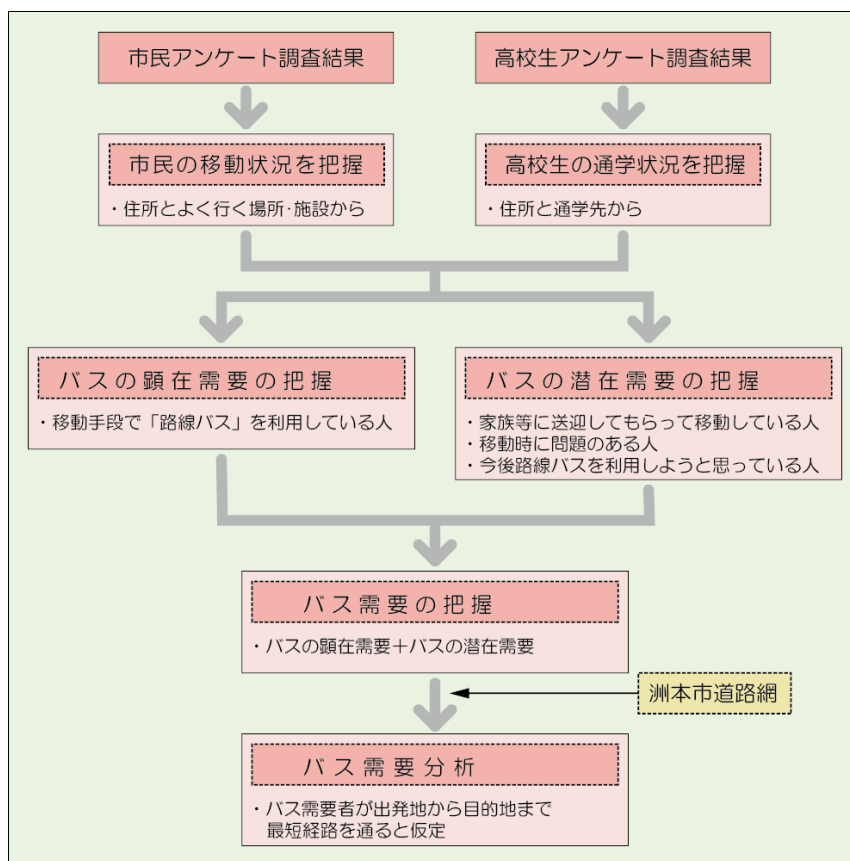 市民アンケート調査結果
高校生アンケート調査結果
市民の移動状況を把握
・住所とよく行く場所・施設から
高校生の通学状況を把握
・住所と通学先から
バスの顕在需要の把握
・移動手段で「路線バス」を利用している人
バスの潜在需要の把握
・家族等に送迎してもらって移動している人
・移動時に問題のある人
・今後路線バスを利用しようと思っている人
バス需要の把握
・バスの顕在需要＋バスの潜在需要
洲本市道路網
バス需要分析
・バス需要者が出発地から目的地まで
最短経路を通ると仮定